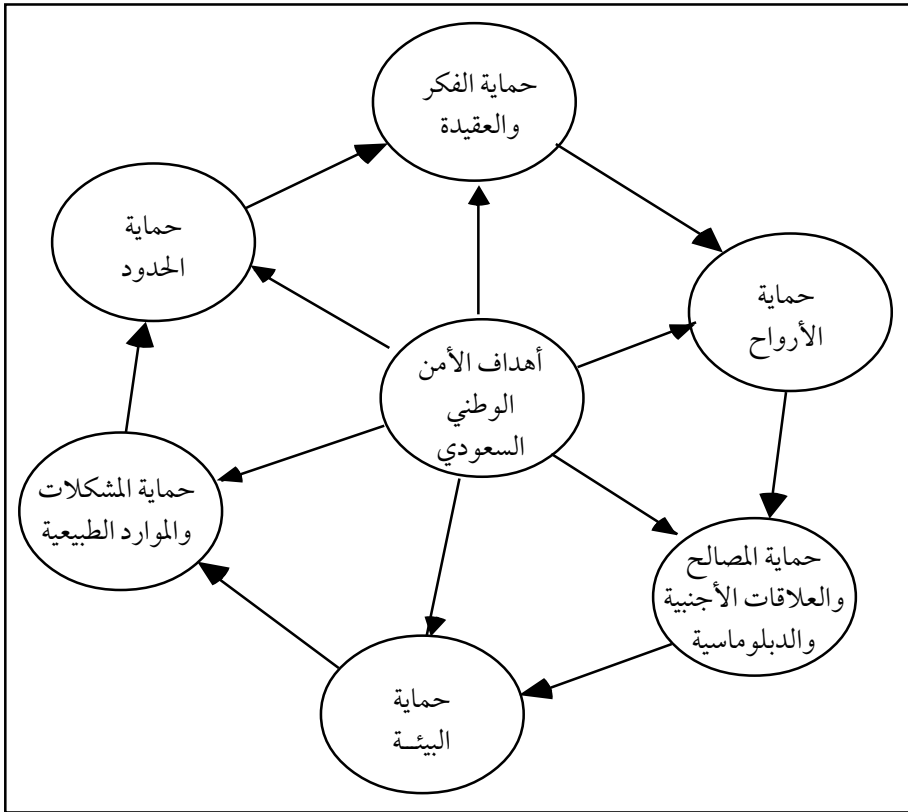 حماية الفكر
والعقيدة
حماية
الحدود
حماية
الأرواح
أهداف الأمن
الوطني
السعودي
حماية المشكلات
والموارد الطبيعية
حماية المصالح
والعلاقات الأجنبية
والدبلوماسية
حماية
البيئــة